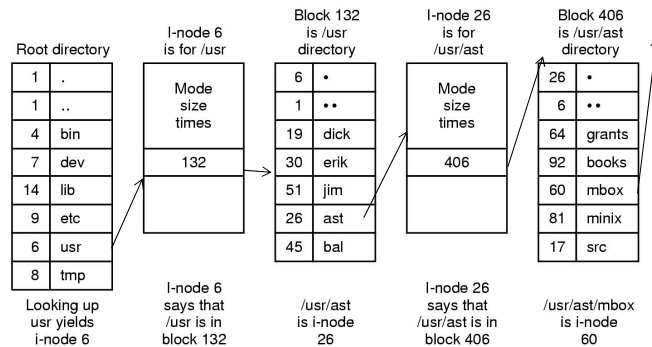 Root directory
1 .
1 ..
4 bin
7 dev
14 lib
9 etc
6 usr
8 tmp
Looking up
usr yields
i-node 6
I-node 6
is for /usr
Mode
size
times
132
I-node 6
says that
/usr is in
block 132
Block 132
is /usr
directory
6 •
1 ••
19 dick
30 erik
51 jim
26 ast
45 bal
/usr/ast
is i-node
26
I-node 26
is for
/usr/ast
Mode
size
times
406
I-node 26
says that
/usr/ast is in
block 406
Block 406
is /usr/ast
directory
26 •
6 ••
64 grants
92 books
60 mbox
81 minix
17 src
/usr/ast/mbox
is i-node
60